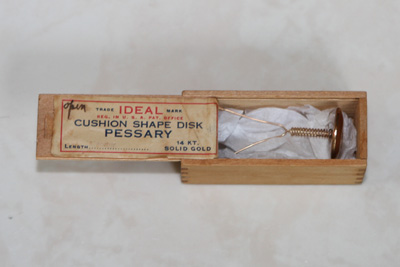 open
TRADE IDEAL MARK
REG. IN U. S. PAT. OFFICE
CUSHION SHAPE DISK
PESSARY
14 KT.
LENGTH SOLID GOLD